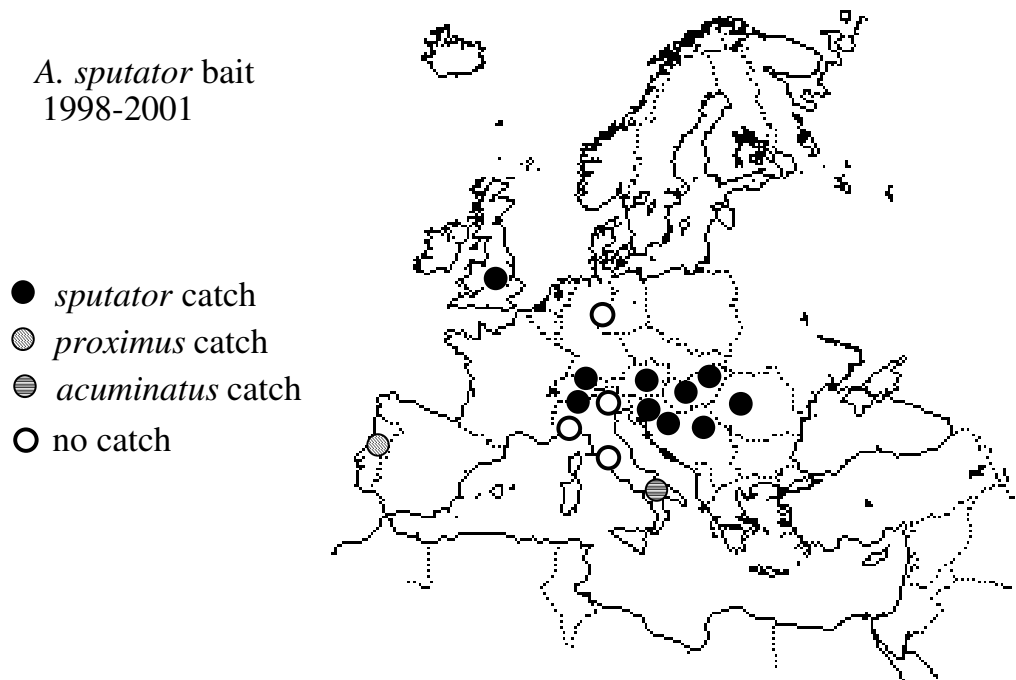 A. sputator bait
1998-2001
sputator catch
proximus catch
acuminatus catch
no catch